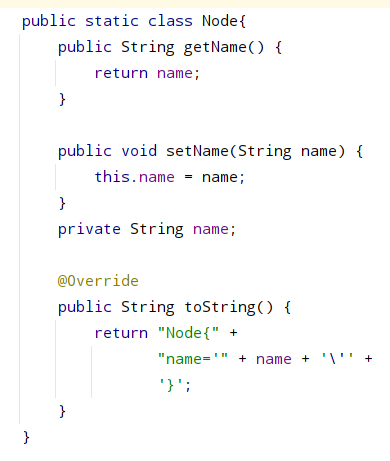 public static class Node{
    public String getName() {
        return name;
    }

    public void setName(String name) {
        this.name = name;
    }
    private String name;

    @Override
    public String toString() {
        return "Node{" +
                "name='" + name + '\'' +
                '}';
    }
}